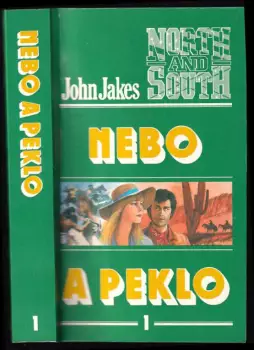 NEBO A PEKLO
1
John Jakes
NORTH
AND
SOUTH
NEBO
A PEKLO
1